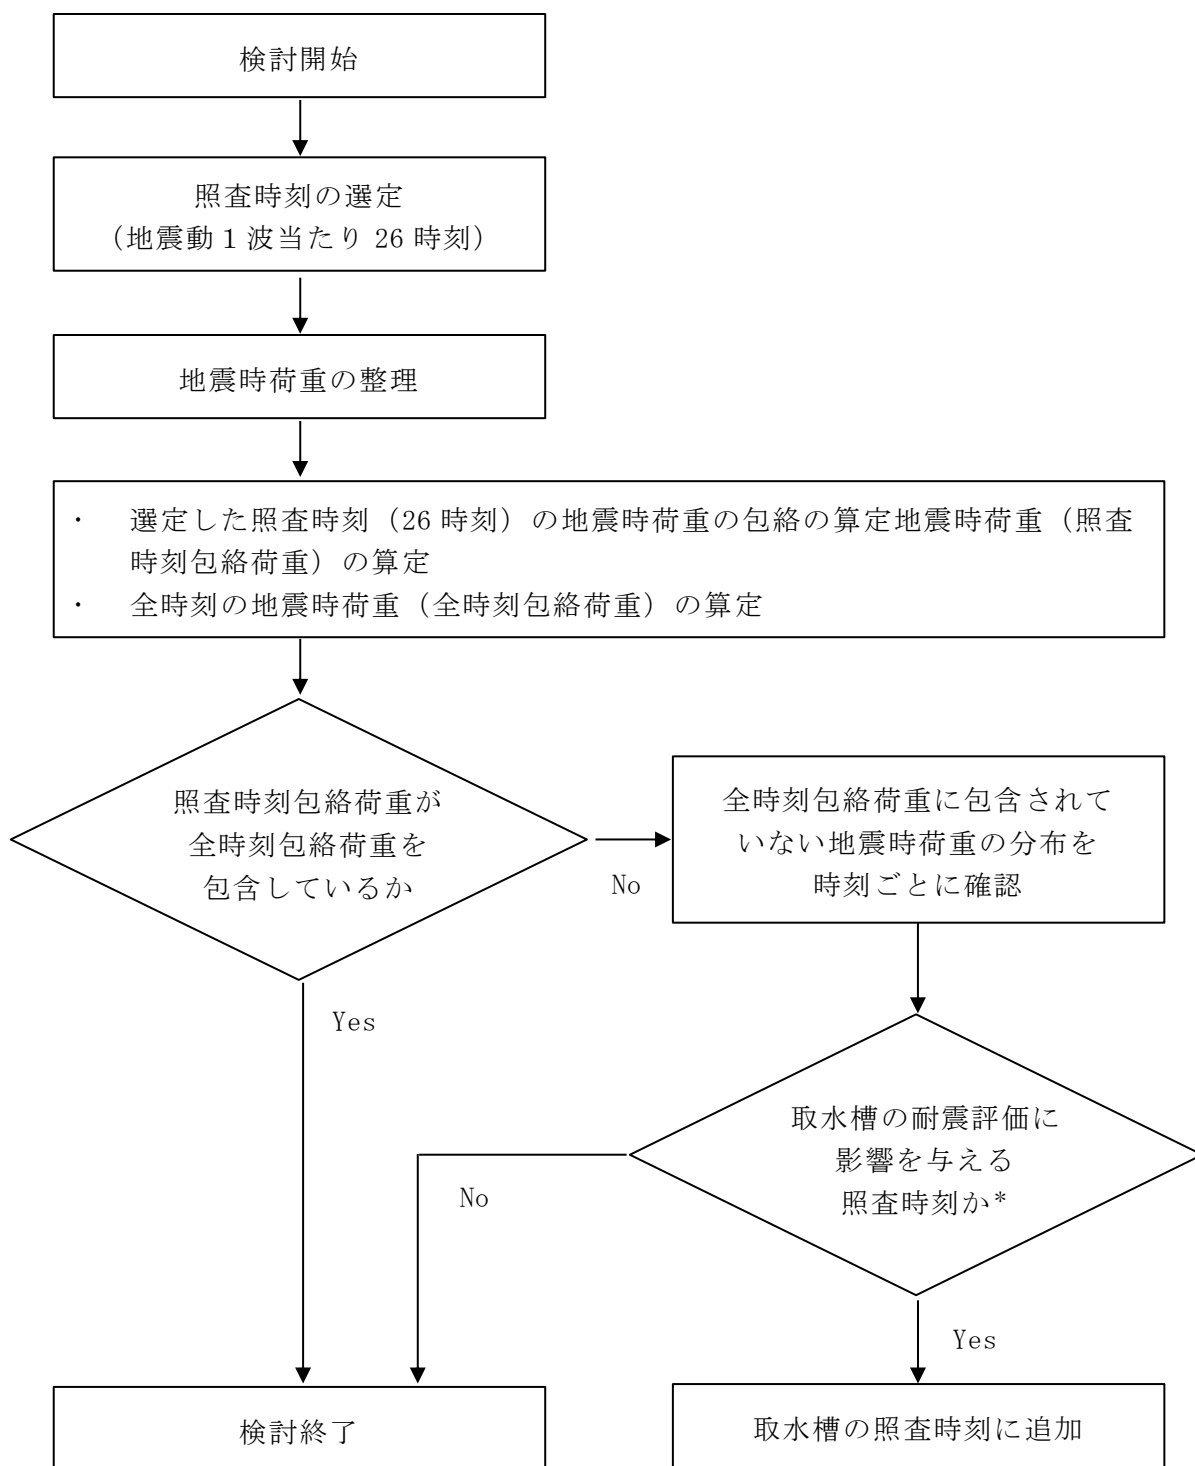 検討開始
照査時刻の選定
（地震動１波当たり 26 時刻）
地震時荷重の整理
・ 選定した照査時刻（26 時刻）の地震時荷重の包絡の算定地震時荷重（照査
時刻包絡荷重）の算定
・ 全時刻の地震時荷重（全時刻包絡荷重）の算定
照査時刻包絡荷重が
全時刻包絡荷重を
包含しているか
No
全時刻包絡荷重に包含されて
いない地震時荷重の分布を
時刻ごとに確認
Yes
取水槽の耐震評価に
影響を与える
照査時刻か*
No
Yes
検討終了
取水槽の照査時刻に追加